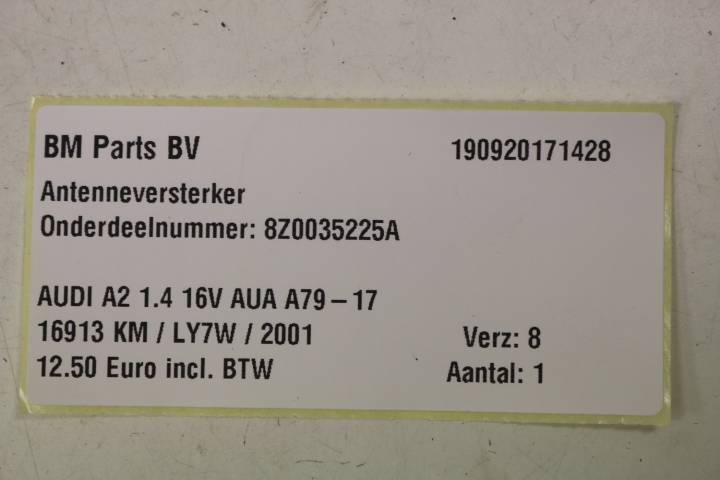 BM Parts BV 190920171428
Antenneversterker
Onderdeelnummer: 8Z0035225A
AUDI A2 1.4 16V AUA A79 – 17
16913 KM / LY7W / 2001 Verz: 8
12.50 Euro incl. BTW Aantal: 1